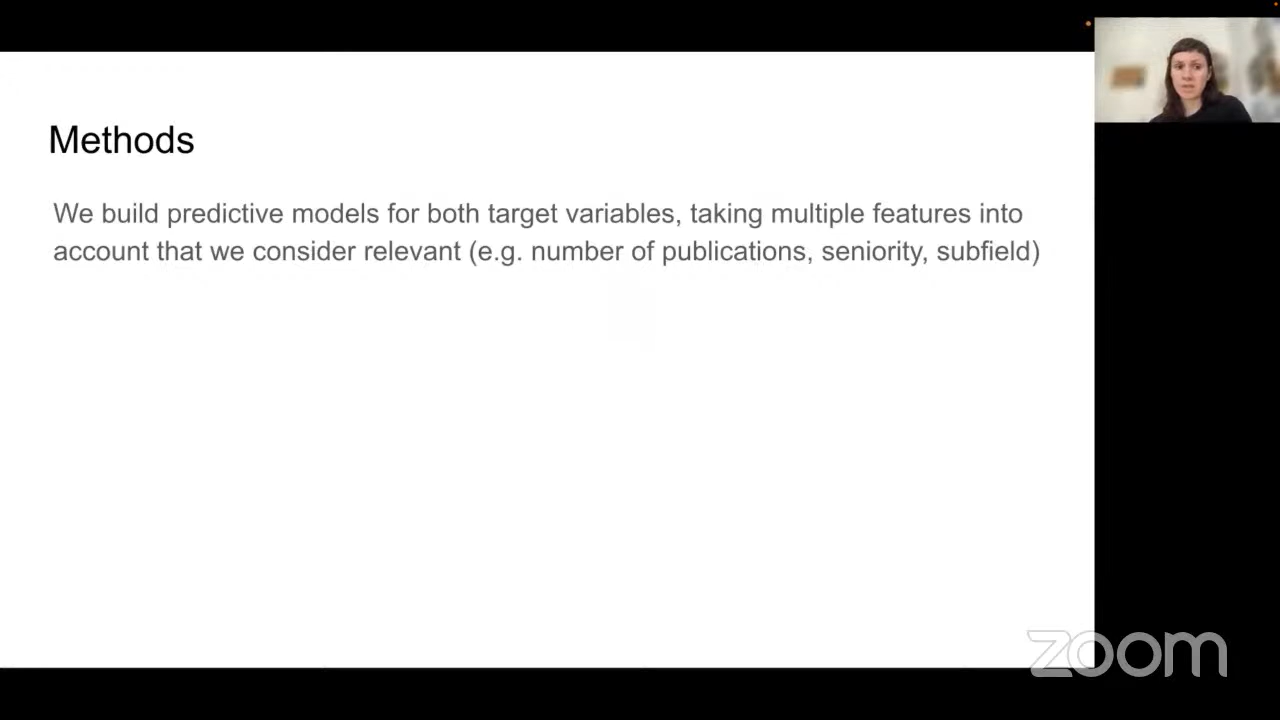 Methods
We build predictive models for both target variables, taking multiple features into
account that we consider relevant (e.g. number of publications, seniority, subfield)
zoom